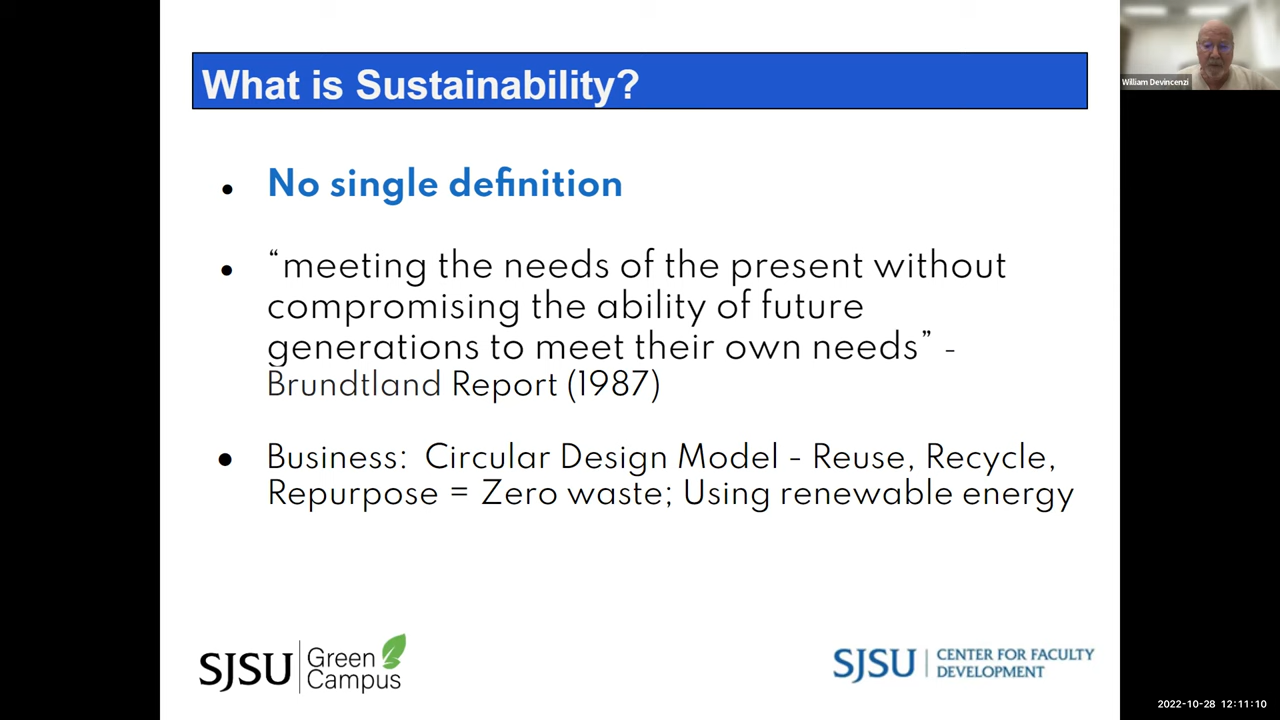 What is Sustainability?
William Devincenzi
• No single definition
• “meeting the needs of the present without
compromising the ability of future
generations to meet their own needs” -
Brundtland Report (1987)
• Business: Circular Design Model - Reuse, Recycle,
Repurpose = Zero waste; Using renewable energy
SJSU | Green
Campus
SJSU | CENTER FOR FACULTY
DEVELOPMENT
2022-10-28 12:11:10